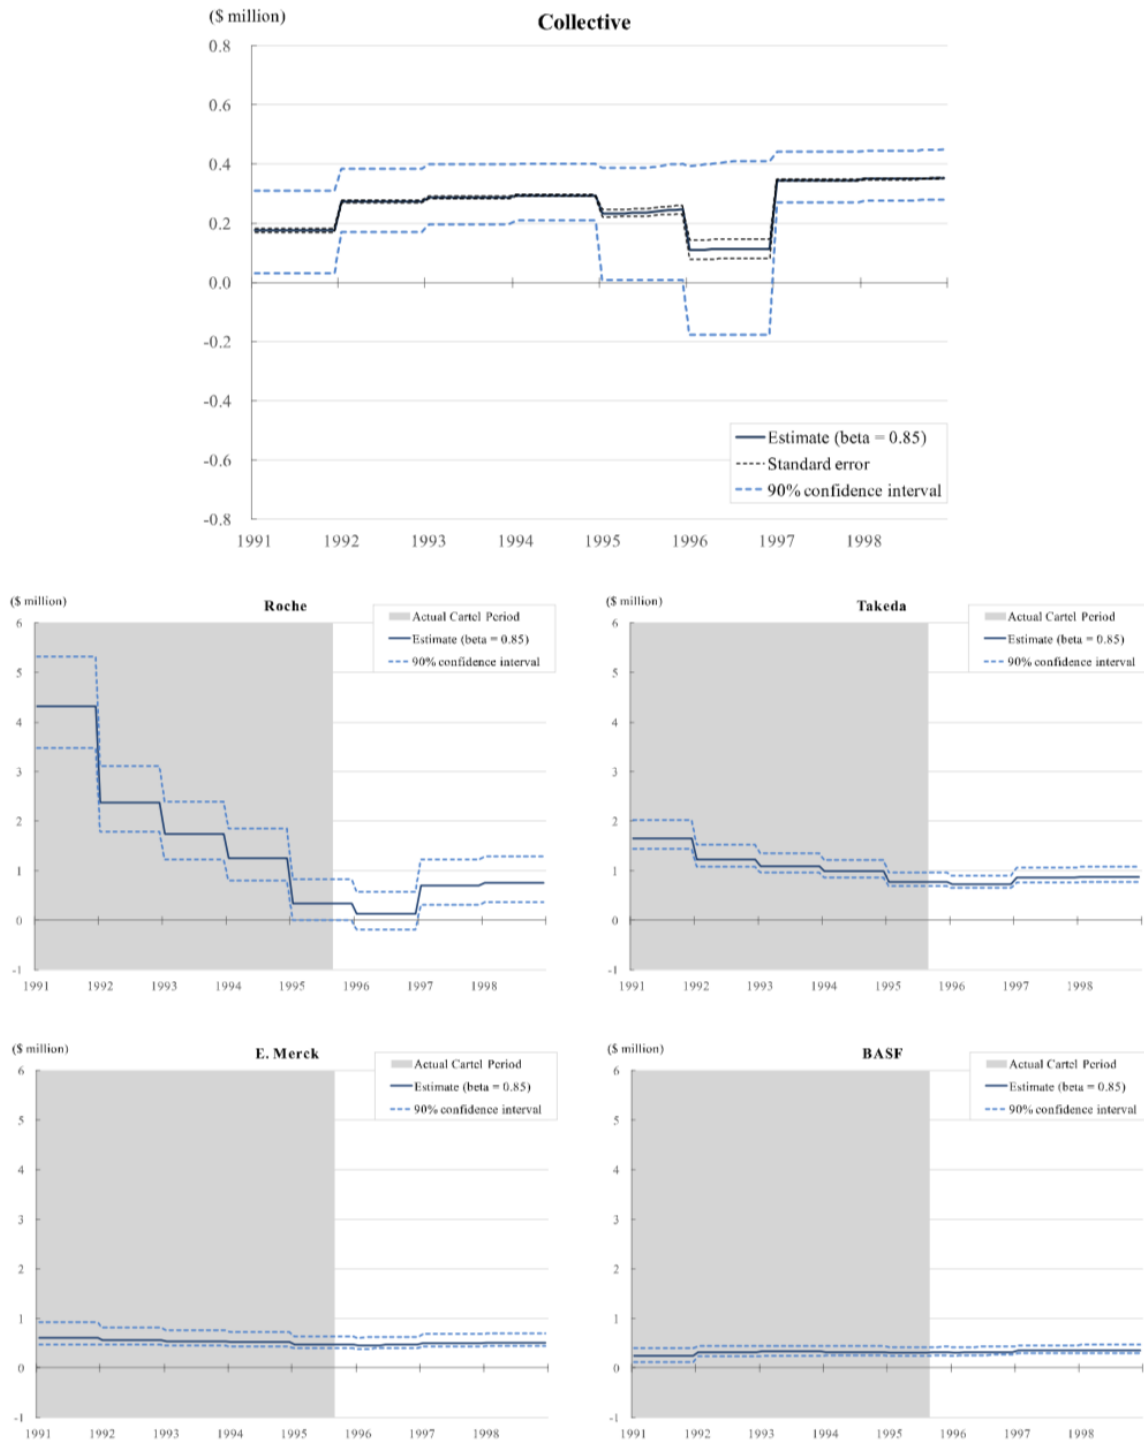 ($ million)
Collective
0.8
0.6
0.4
0.2
0.0
-0.2
-0.4
-0.6
-0.8
Estimate (beta = 0.85)
Standard error
90% confidence interval
1991 1992 1993 1994 1995 1996 1997 1998
($ million)
Roche
Actual Cartel Period
Estimate (beta = 0.85)
90% confidence interval
6
5
4
3
2
1
0
-1
1991 1992 1993 1994 1995 1996 1997 1998
($ million)
Takeda
Actual Cartel Period
Estimate (beta = 0.85)
90% confidence interval
6
5
4
3
2
1
0
-1
1991 1992 1993 1994 1995 1996 1997 1998
($ million)
E. Merck
Actual Cartel Period
Estimate (beta = 0.85)
90% confidence interval
6
5
4
3
2
1
0
-1
1991 1992 1993 1994 1995 1996 1997 1998
($ million)
BASF
Actual Cartel Period
Estimate (beta = 0.85)
90% confidence interval
6
5
4
3
2
1
0
-1
1991 1992 1993 1994 1995 1996 1997 1998